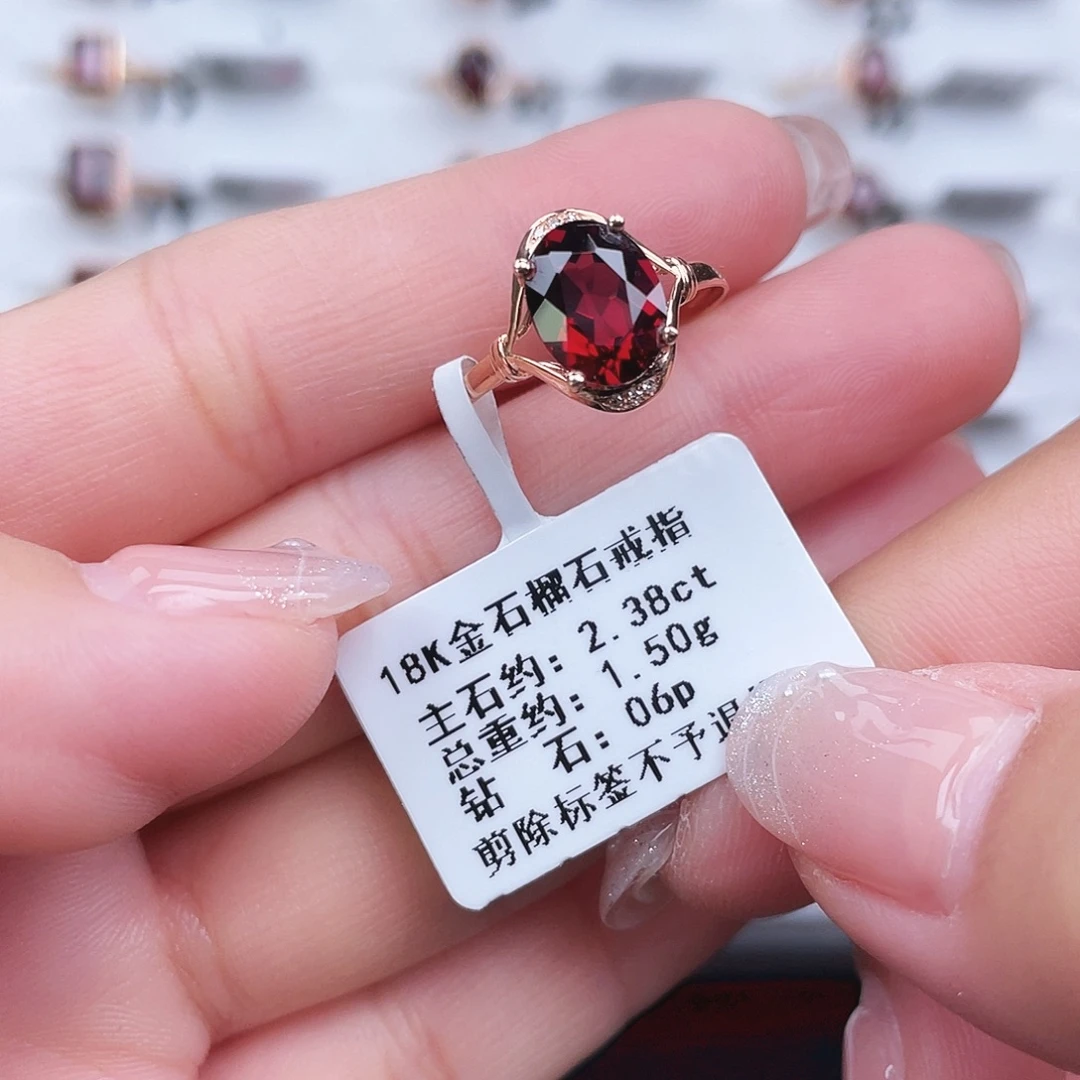 18K金石榴石戒指
主石约: 2.38ct
总重约: 1.50g
钻 石: 06p
剪除标签不予退